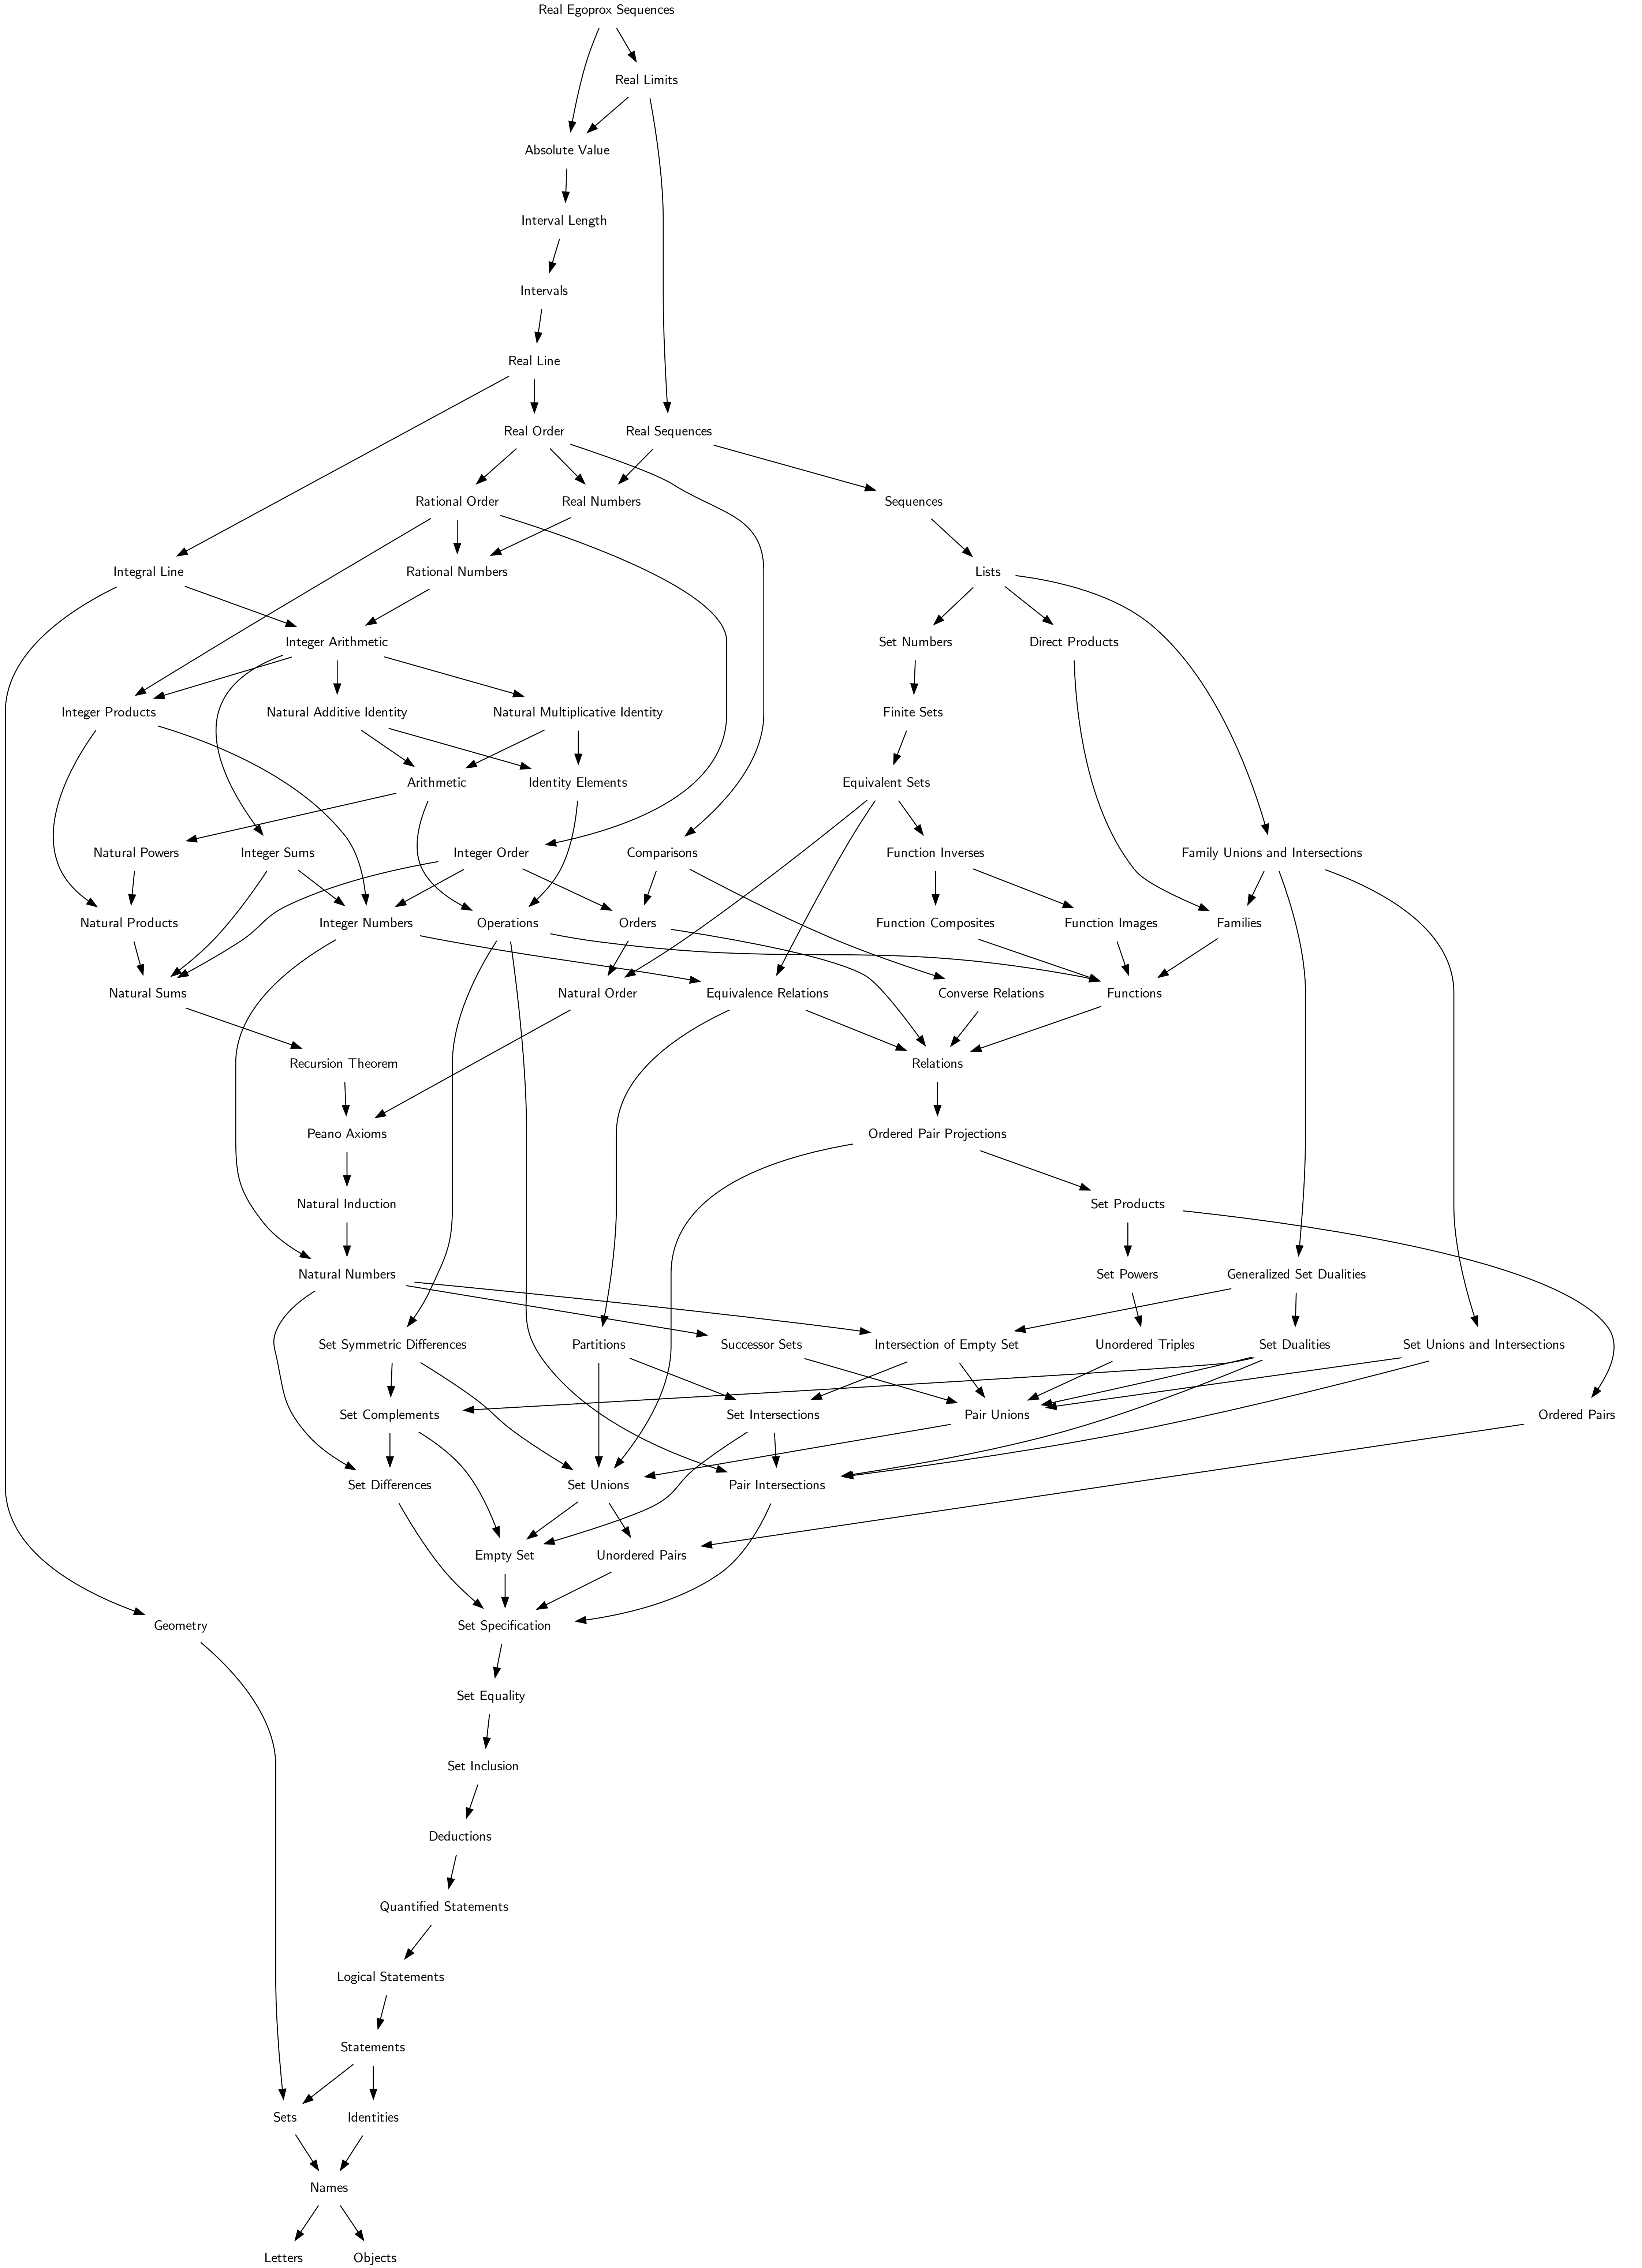 Real Egoprox Sequences
Real Limits
Absolute Value
Interval Length
Intervals
Real Line
Real Order
Real Sequences
Rational Order
Real Numbers
Sequences
Integral Line
Rational Numbers
Lists
Integer Arithmetic
Set Numbers
Direct Products
Integer Products
Natural Additive Identity
Natural Multiplicative Identity
Finite Sets
Arithmetic
Identity Elements
Equivalent Sets
Natural Powers
Integer Sums
Integer Order
Comparisons
Function Inverses
Family Unions and Intersections
Natural Products
Integer Numbers
Operations
Orders
Function Composites
Function Images
Families
Natural Sums
Natural Order
Equivalence Relations
Converse Relations
Functions
Recursion Theorem
Relations
Peano Axioms
Ordered Pair Projections
Natural Induction
Set Products
Natural Numbers
Set Powers
Generalized Set Dualities
Set Symmetric Differences
Partitions
Successor Sets
Intersection of Empty Set
Unordered Triples
Set Dualities
Set Unions and Intersections
Set Complements
Set Intersections
Pair Unions
Ordered Pairs
Set Differences
Set Unions
Pair Intersections
Empty Set
Unordered Pairs
Geometry
Set Specification
Set Equality
Set Inclusion
Deductions
Quantified Statements
Logical Statements
Statements
Sets
Identities
Names
Letters
Objects